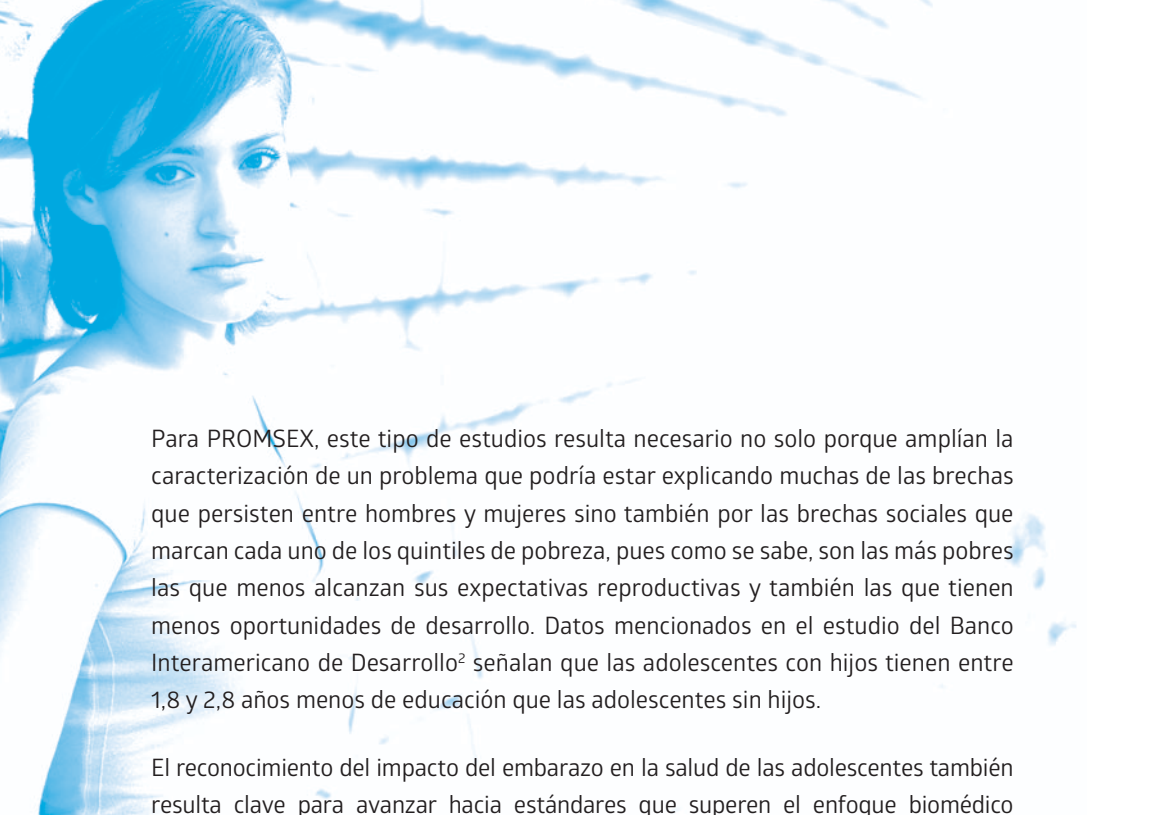 Para PROMSEX, este tipo de estudios resulta necesario no solo porque amplían la
caracterización de un problema que podría estar explicando muchas de las brechas
que persisten entre hombres y mujeres sino también por las brechas sociales que
marcan cada uno de los quintiles de pobreza, pues como se sabe, son las más pobres
las que menos alcanzan sus expectativas reproductivas y también las que tienen
menos oportunidades de desarrollo. Datos mencionados en el estudio del Banco
Interamericano de Desarrollo² señalan que las adolescentes con hijos tienen entre
1,8 y 2,8 años menos de educación que las adolescentes sin hijos.
El reconocimiento del impacto del embarazo en la salud de las adolescentes también
resulta clave para avanzar hacia estándares que superen el enfoque biomédico